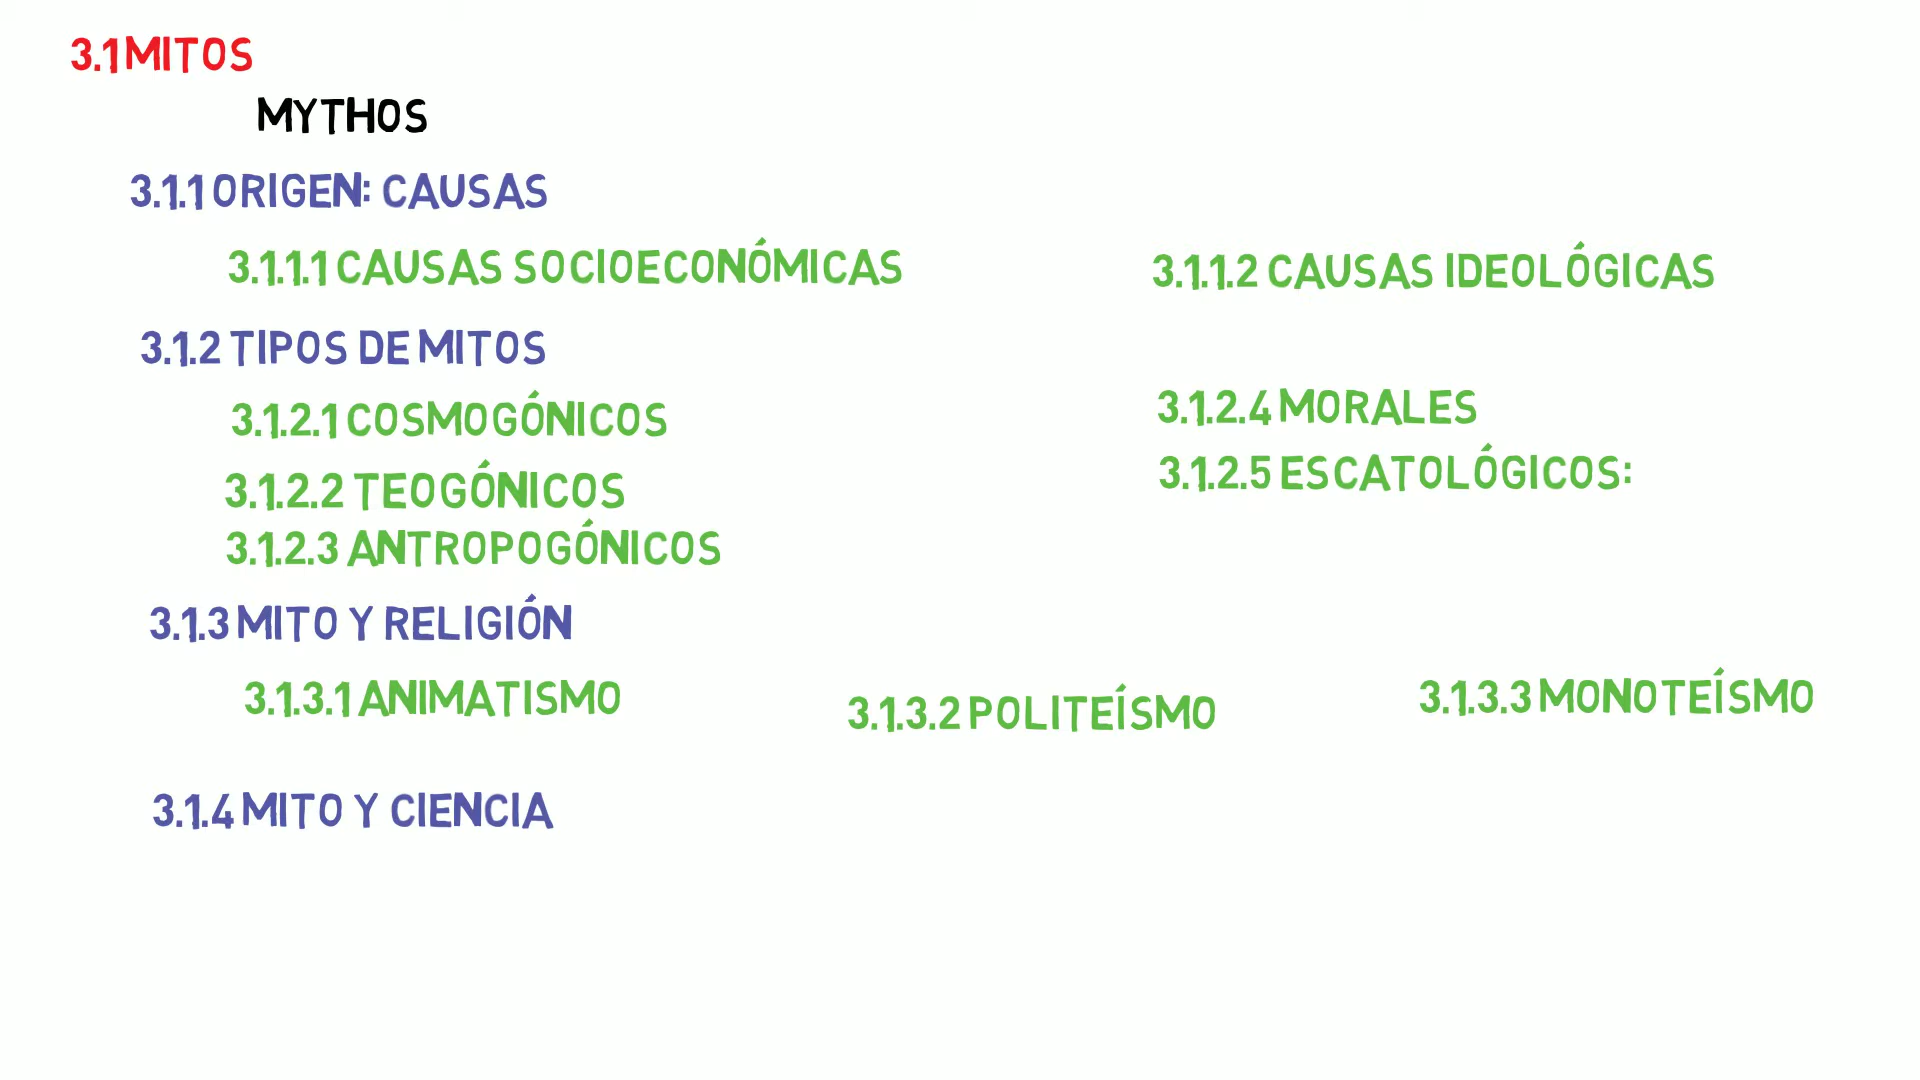 3.1 MITOS
MYTHOS
3.1.1 ORIGEN: CAUSAS
3.1.1.1 CAUSAS SOCIOECONÓMICAS
3.1.1.2 CAUSAS IDEOLÓGICAS
3.1.2 TIPOS DE MITOS
3.1.2.1 COSMOGÓNICOS
3.1.2.2 TEOGÓNICOS
3.1.2.3 ANTROPOGÓNICOS
3.1.2.4 MORALES
3.1.2.5 ESCATOLÓGICOS:
3.1.3 MITO Y RELIGIÓN
3.1.3.1 ANIMATISMO
3.1.3.2 POLITEÍSMO
3.1.3.3 MONOTEÍSMO
3.1.4 MITO Y CIENCIA